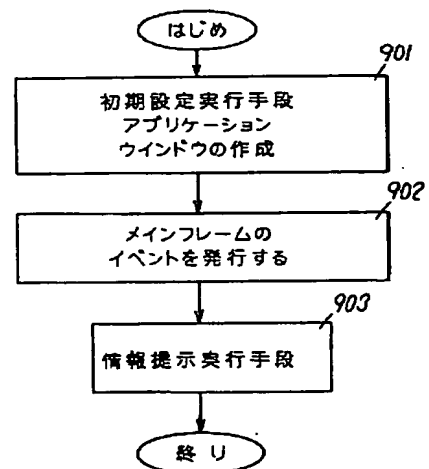 はじめ
901
初期設定実行手段
アプリケーション
ウインドウの作成
902
メインフレームの
イベントを発行する
903
情報提示実行手段
終り